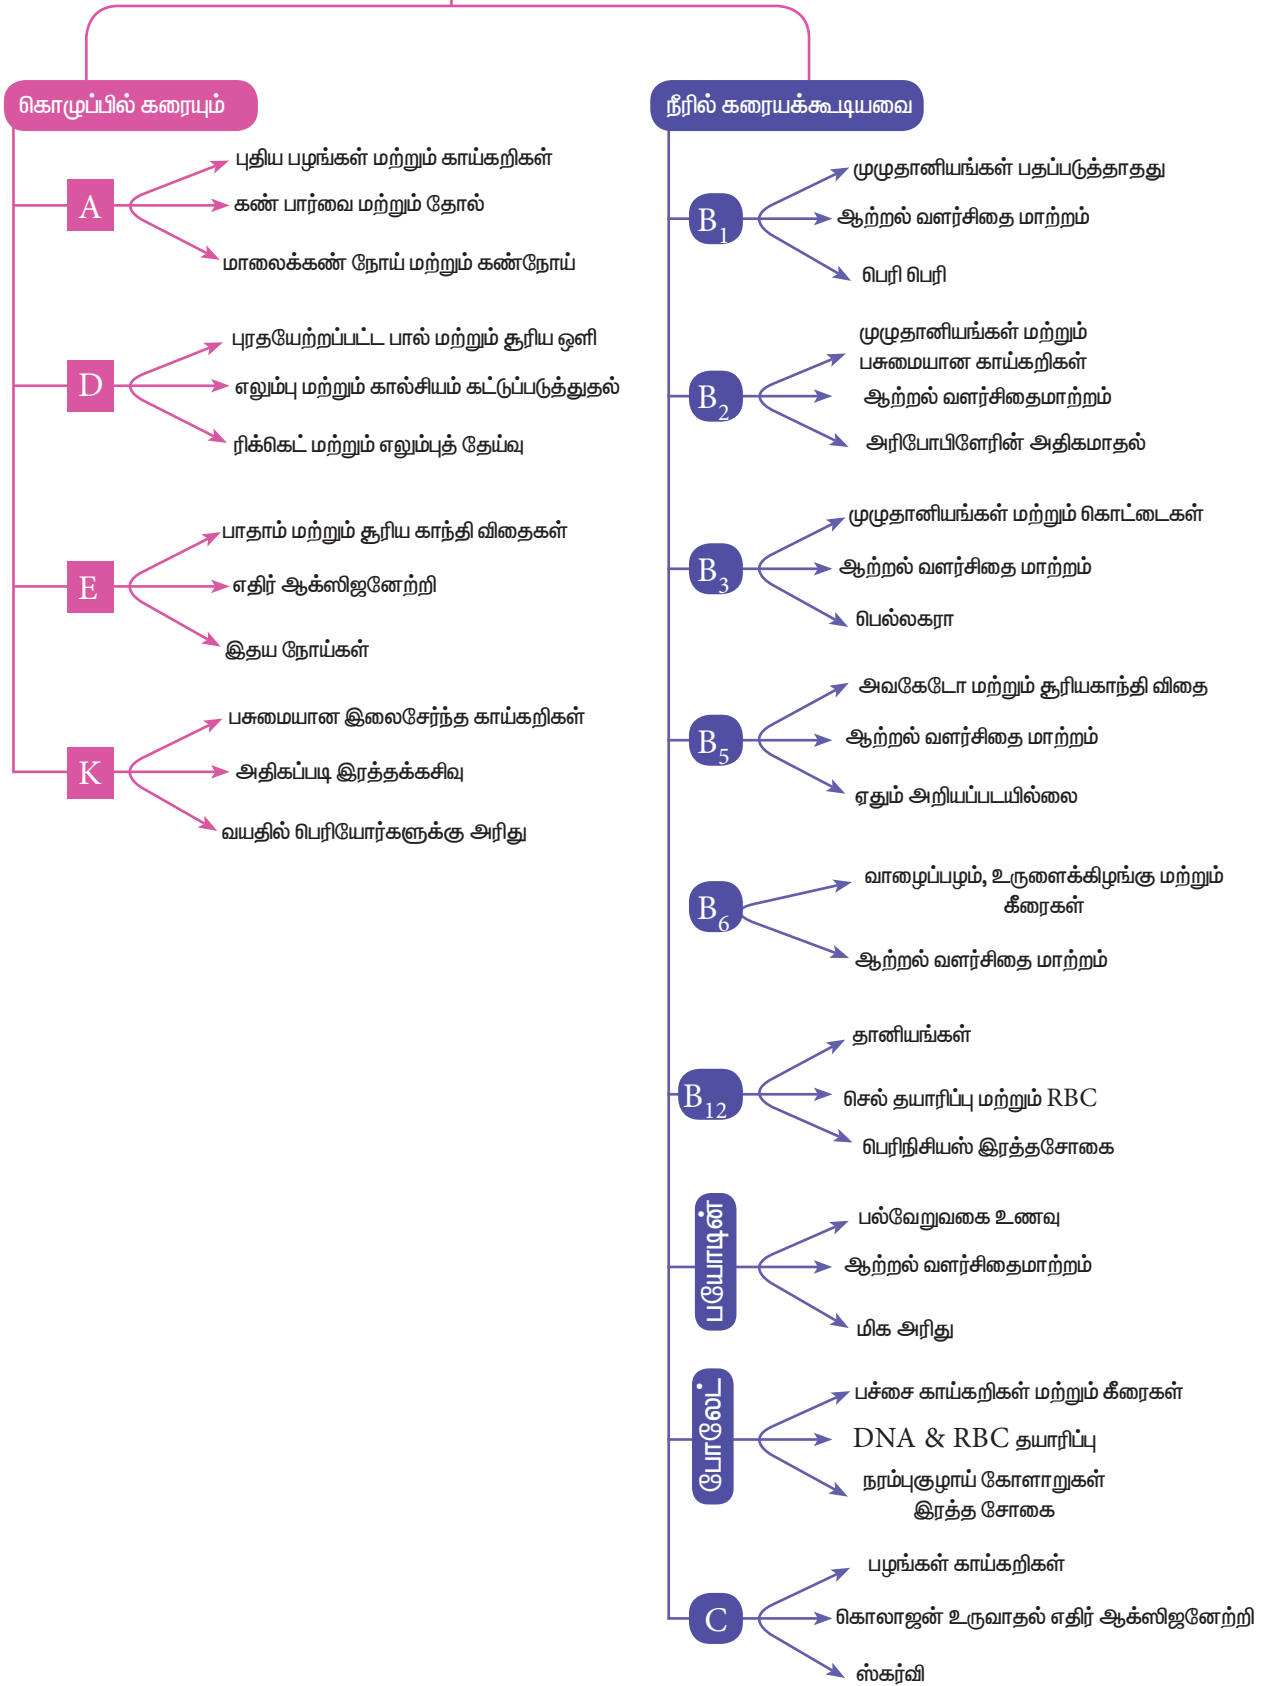 கொழுப்பில் கரையும்
A
புதிய பழங்கள் மற்றும் காய்கறிகள்
கண் பார்வை மற்றும் தோல்
மாலைக்கண் நோய் மற்றும் கண்நோய்
D
புரதயேற்றப்பட்ட பால் மற்றும் சூரிய ஒளி
எலும்பு மற்றும் கால்சியம் கட்டுப்படுத்துதல்
ரிக்கெட் மற்றும் எலும்புத் தேய்வு
E
பாதாம் மற்றும் சூரிய காந்தி விதைகள்
எதிர் ஆக்ஸிஜனேற்றி
இதய நோய்கள்
K
பசுமையான இலைசேர்ந்த காய்கறிகள்
அதிகப்படி இரத்தக்கசிவு
வயதில் பெரியோர்களுக்கு அரிது
நீரில் கரையக்கூடியவை
B₁
முழுதானியங்கள் பதப்படுத்தாதது
ஆற்றல் வளர்சிதை மாற்றம்
பெரி பெரி
B₂
முழுதானியங்கள் மற்றும்
பசுமையான காய்கறிகள்
ஆற்றல் வளர்சிதைமாற்றம்
அரிபோபிளேரின் அதிகமாதல்
B₃
முழுதானியங்கள் மற்றும் கொட்டைகள்
ஆற்றல் வளர்சிதை மாற்றம்
பெல்லகரா
B₅
அவகேடோ மற்றும் சூரியகாந்தி விதை
ஆற்றல் வளர்சிதை மாற்றம்
ஏதும் அறியப்படயில்லை
B₆
வாழைப்பழம், உருளைக்கிழங்கு மற்றும்
கீரைகள்
ஆற்றல் வளர்சிதை மாற்றம்
B₁₂
தானியங்கள்
செல் தயாரிப்பு மற்றும் RBC
பெரிநிசியஸ் இரத்தசோகை
பயோடின்
பல்வேறுவகை உணவு
ஆற்றல் வளர்சிதைமாற்றம்
மிக அரிது
போலேட்
பச்சை காய்கறிகள் மற்றும் கீரைகள்
DNA & RBC தயாரிப்பு
நரம்புகுழாய் கோளாறுகள்
இரத்த சோகை
C
பழங்கள் காய்கறிகள்
கொலாஜன் உருவாதல் எதிர் ஆக்ஸிஜனேற்றி
ஸ்கர்வி